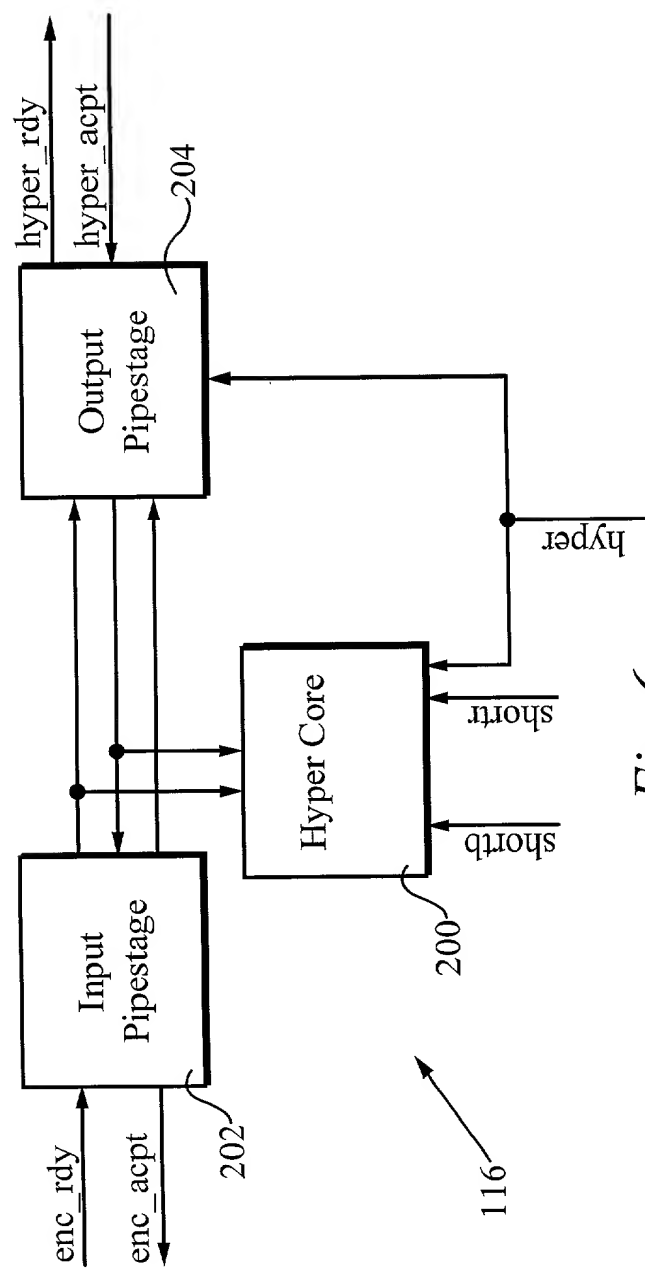 enc_rdy
enc_acpt
Input
Pipestage
202
Output
Pipestage
204
hyper_rdy
hyper_acpt
Hyper Core
200
shortb
shortr
hyper
116